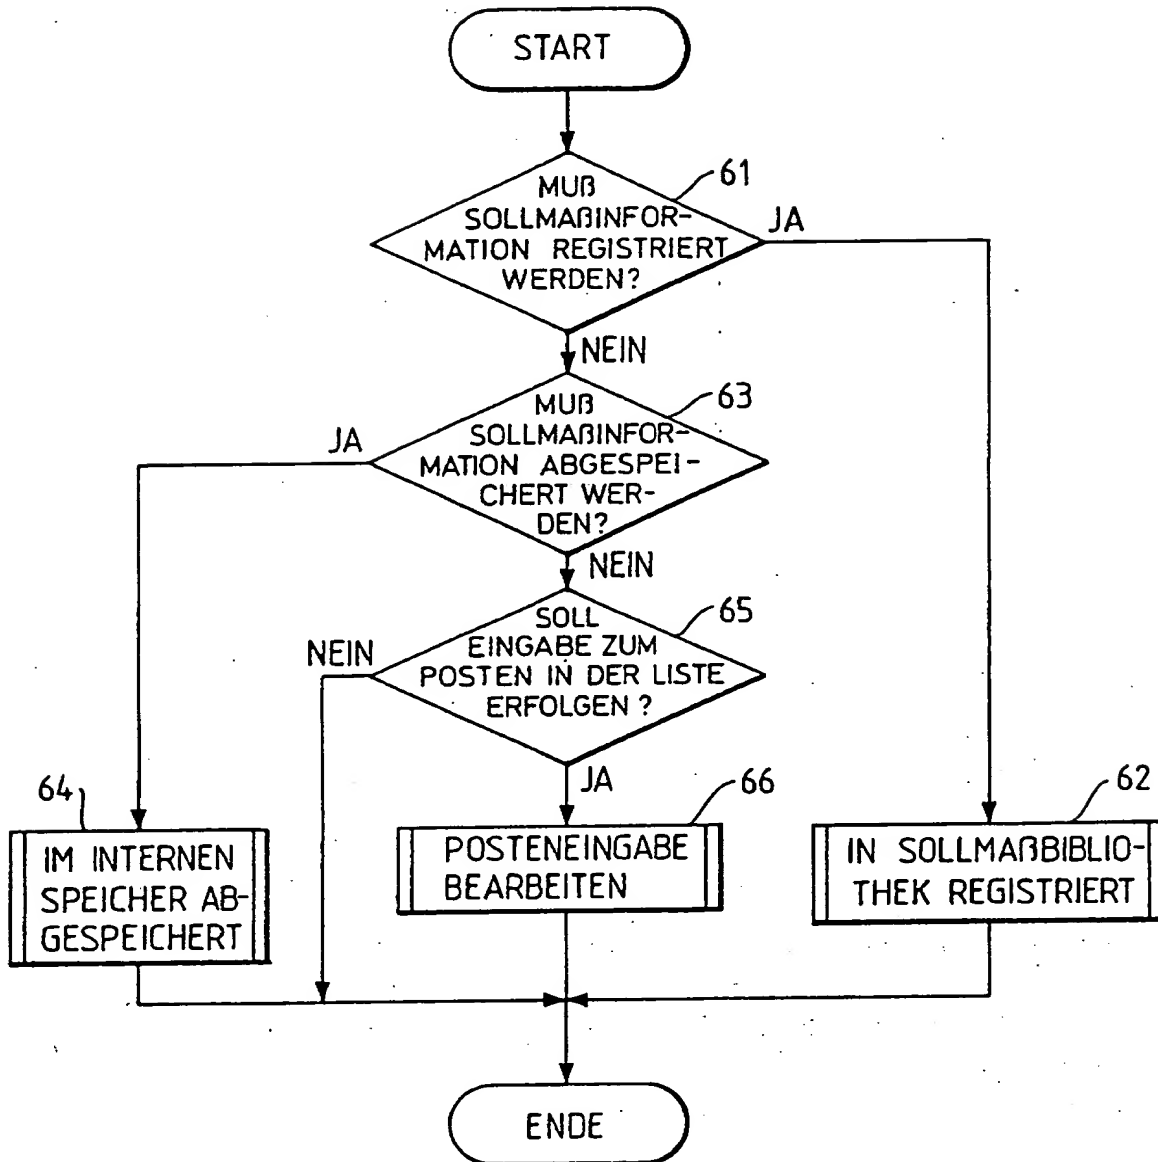 START
61
MUß
SOLLMAßINFOR-
MATION REGISTRIERT
WERDEN?
JA
NEIN
63
MUß
SOLLMAßINFOR-
MATION ABGESPEI-
CHERT WER-
DEN?
JA
NEIN
65
SOLL
EINGABE ZUM
POSTEN IN DER LISTE
ERFOLGEN ?
NEIN
JA
64
IM INTERNEN
SPEICHER AB-
GESPEICHERT
66
POSTENEINGABE
BEARBEITEN
62
IN SOLLMAßBIBLIO-
THEK REGISTRIERT
ENDE